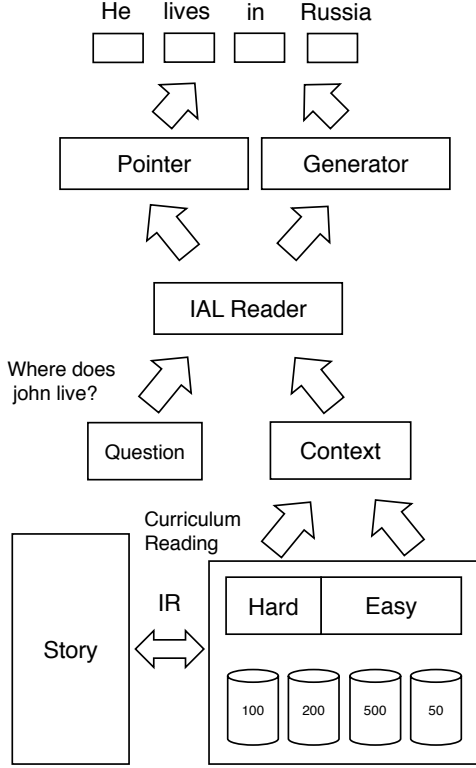 He lives in Russia
Pointer
Generator
IAL Reader
Where does
john live?
Question
Context
Curriculum
Reading
Story
IR
Hard
Easy
100
200
500
50